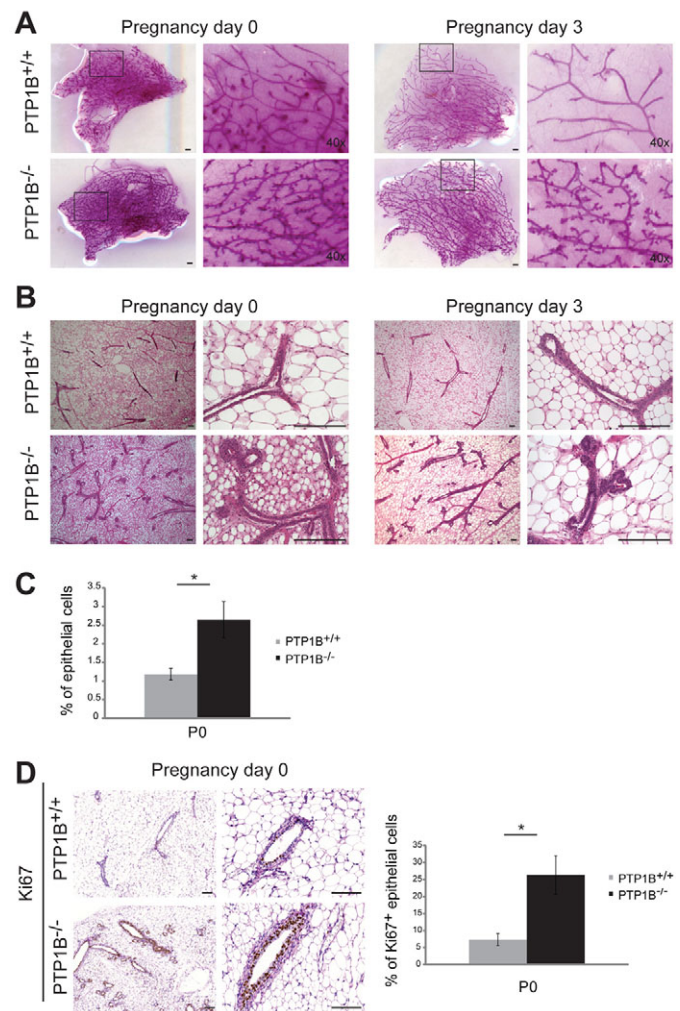 A
Pregnancy day 0
Pregnancy day 3
PTP1B+/+
40x
40x
PTP1B-/-
40x
40x
B
Pregnancy day 0
Pregnancy day 3
PTP1B+/+
PTP1B-/-
C
% of epithelial cells
3.5
3
2.5
2
1.5
1
0.5
0
*
P0
PTP1B+/+
PTP1B-/-
D
Pregnancy day 0
Ki67
PTP1B+/+
PTP1B-/-
% of Ki67+ epithelial cells
35
30
25
20
15
10
5
0
*
P0
PTP1B+/+
PTP1B-/-